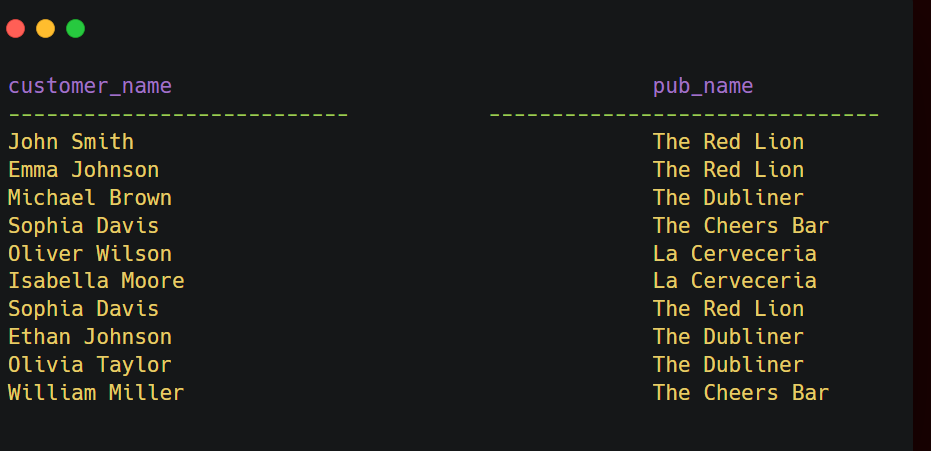 customer_name pub_name
--------------------------- -------------------------------
John Smith The Red Lion
Emma Johnson The Red Lion
Michael Brown The Dubliner
Sophia Davis The Cheers Bar
Oliver Wilson La Cerveceria
Isabella Moore La Cerveceria
Sophia Davis The Red Lion
Ethan Johnson The Dubliner
Olivia Taylor The Dubliner
William Miller The Cheers Bar